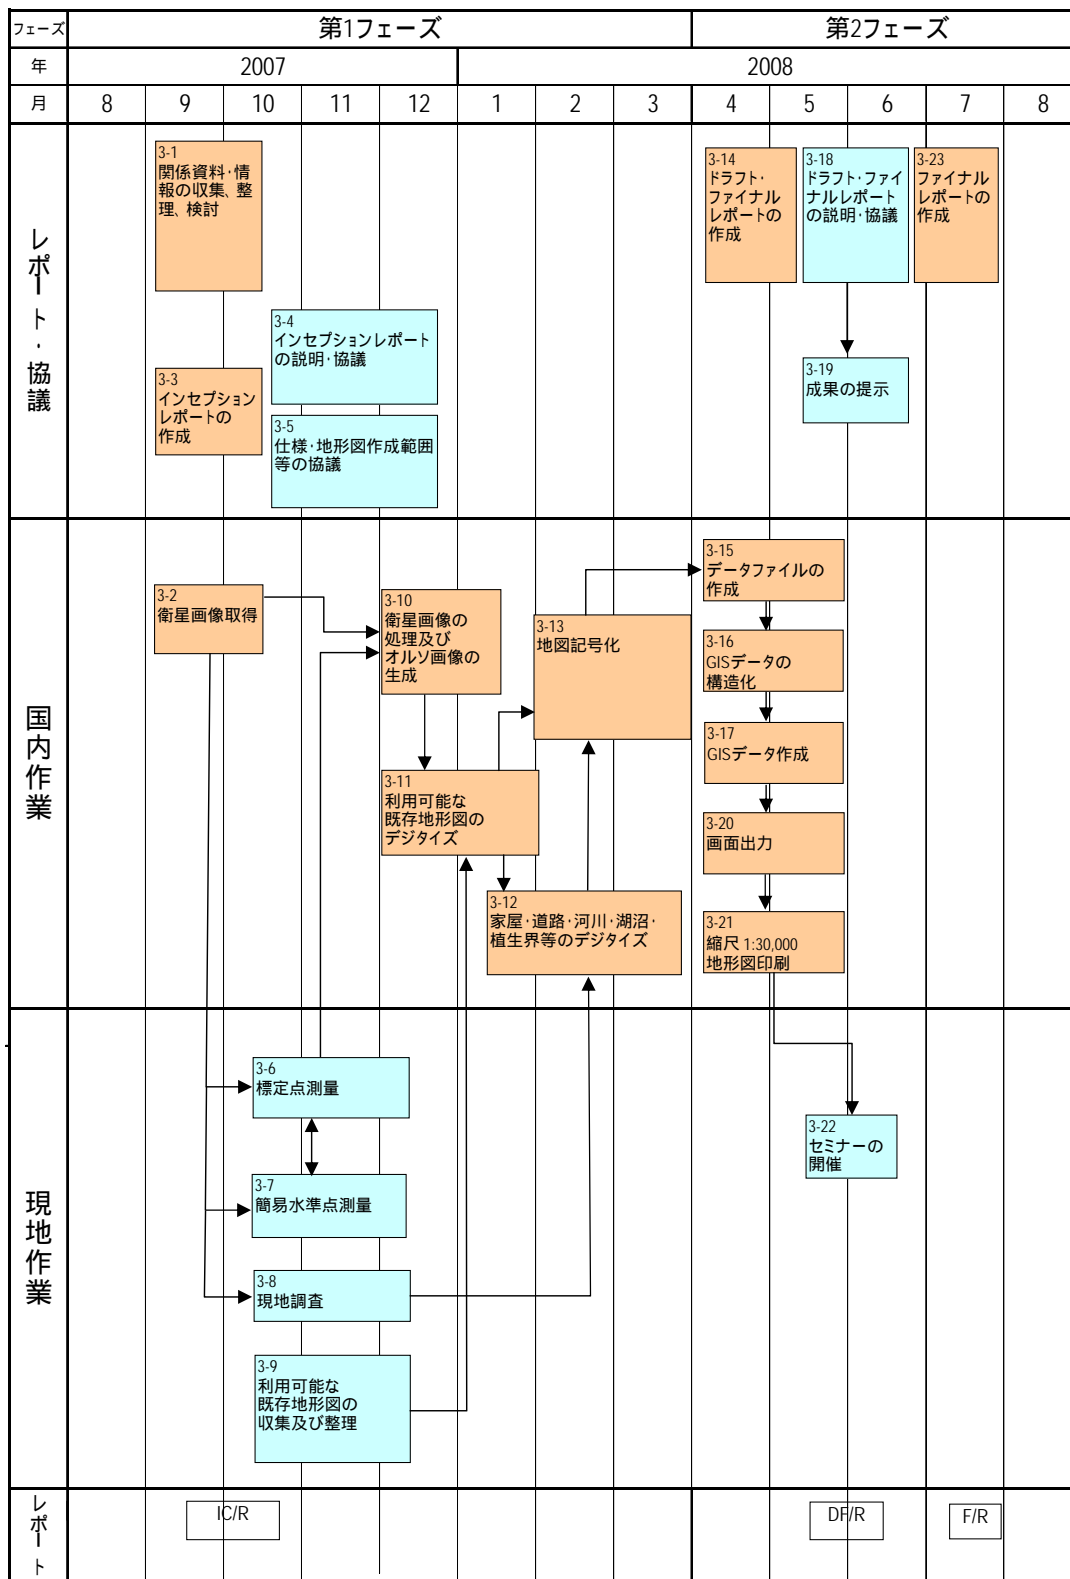 フェーズ
第1フェーズ
第2フェーズ
年
2007
2008
月
8
9
10
11
12
1
2
3
4
5
6
7
8
レポート・協議
3-1
関係資料・情
報の収集、整
理、検討
3-3
インセプション
レポートの
作成
3-4
インセプションレポート
の説明・協議
3-5
仕様・地形図作成範囲
等の協議
3-14
ドラフト・
ファイナル
レポートの
作成
3-18
ドラフト・ファイ
ナルレポート
の説明・協議
3-23
ファイナル
レポートの
作成
3-19
成果の提示
国内作業
3-2
衛星画像取得
3-10
衛星画像の
処理及び
オルソ画像の
生成
3-11
利用可能な
既存地形図の
デジタイズ
3-12
家屋・道路・河川・湖沼・
植生界等のデジタイズ
3-13
地図記号化
3-15
データファイルの
作成
3-16
GISデータの
構造化
3-17
GISデータ作成
3-20
画面出力
3-21
縮尺 1:30,000
地形図印刷
現地作業
3-6
標定点測量
3-7
簡易水準点測量
3-8
現地調査
3-9
利用可能な
既存地形図の
収集及び整理
3-22
セミナーの
開催
レポート
IC/R
DF/R
F/R